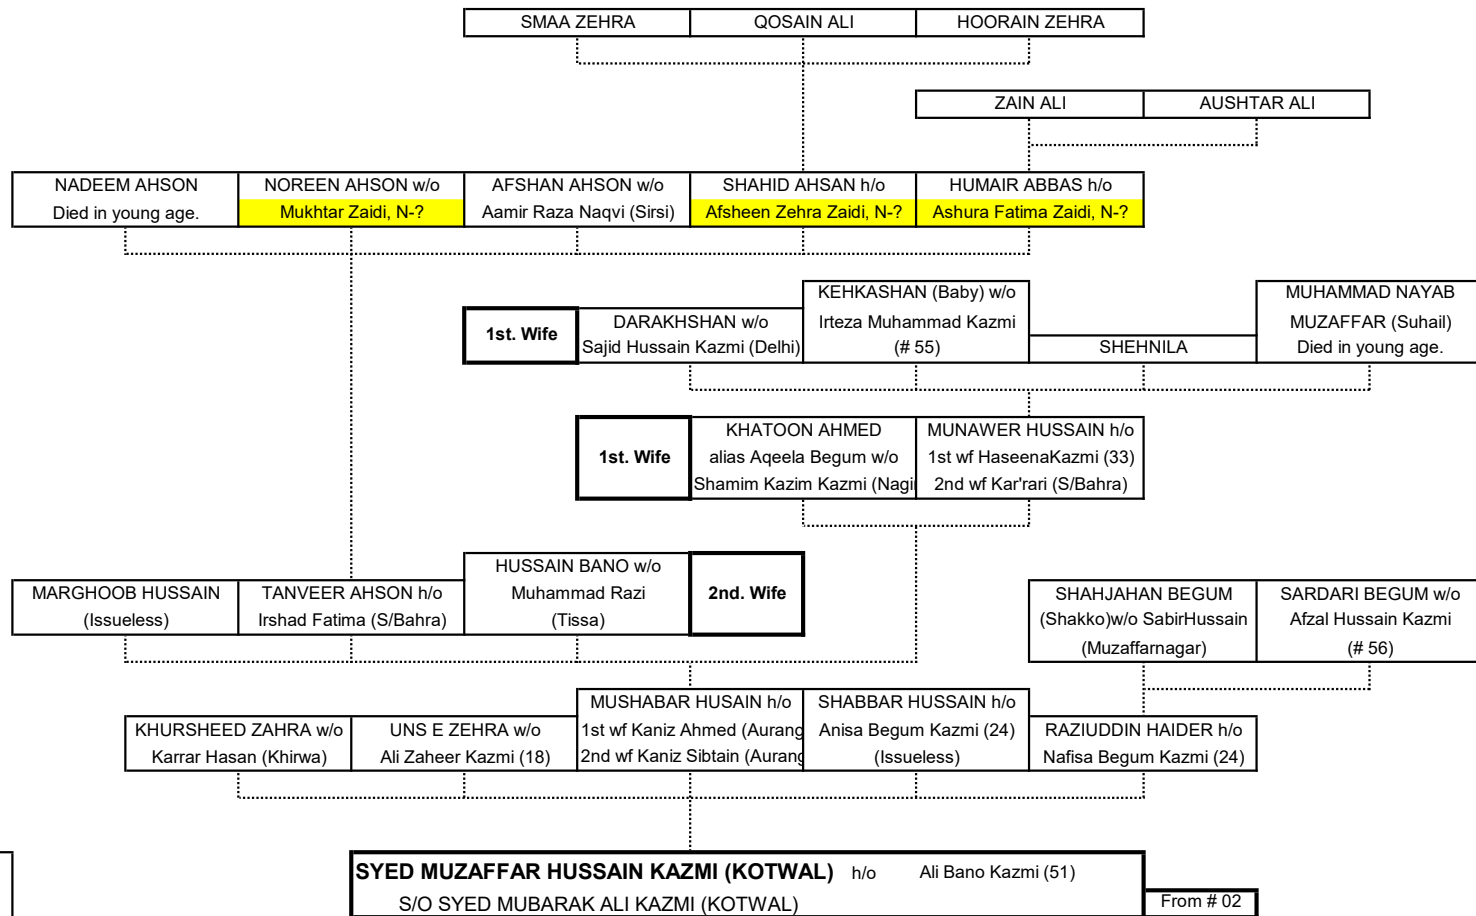 SMAA ZEHRA
QOSAIN ALI
HOORAIN ZEHRA
ZAIN ALI
AUSHTAR ALI
NADEEM AHSON
Died in young age.
NOREEN AHSON w/o
Mukhtar Zaidi, N-?
AFSHAN AHSON w/o
Aamir Raza Naqvi (Sirsi)
SHAHID AHSAN h/o
Afsheen Zehra Zaidi, N-?
HUMAIR ABBAS h/o
Ashura Fatima Zaidi, N-?
1st. Wife
DARAKHSHAN w/o
Sajid Hussain Kazmi (Delhi)
KEHKASHAN (Baby) w/o
Irteza Muhammad Kazmi
(# 55)
SHEHNILA
MUHAMMAD NAYAB
MUZAFFAR (Suhail)
Died in young age.
1st. Wife
KHATOON AHMED
alias Aqeela Begum w/o
Shamim Kazim Kazmi (Nagi
MUNAWER HUSSAIN h/o
1st wf HaseenaKazmi (33)
2nd wf Kar'rari (S/Bahra)
MARGHOOB HUSSAIN
(Issueless)
TANVEER AHSON h/o
Irshad Fatima (S/Bahra)
HUSSAIN BANO w/o
Muhammad Razi
(Tissa)
2nd. Wife
SHAHJAHAN BEGUM
(Shakko)w/o SabirHussain
(Muzaffarnagar)
SARDARI BEGUM w/o
Afzal Hussain Kazmi
(# 56)
KHURSHEED ZAHRA w/o
Karrar Hasan (Khirwa)
UNS E ZEHRA w/o
Ali Zaheer Kazmi (18)
MUSHABAR HUSAIN h/o
1st wf Kaniz Ahmed (Aurang
2nd wf Kaniz Sibtain (Aurang
SHABBAR HUSSAIN h/o
Anisa Begum Kazmi (24)
(Issueless)
RAZIUDDIN HAIDER h/o
Nafisa Begum Kazmi (24)
SYED MUZAFFAR HUSSAIN KAZMI (KOTWAL) h/o Ali Bano Kazmi (51)
S/O SYED MUBARAK ALI KAZMI (KOTWAL)
From # 02